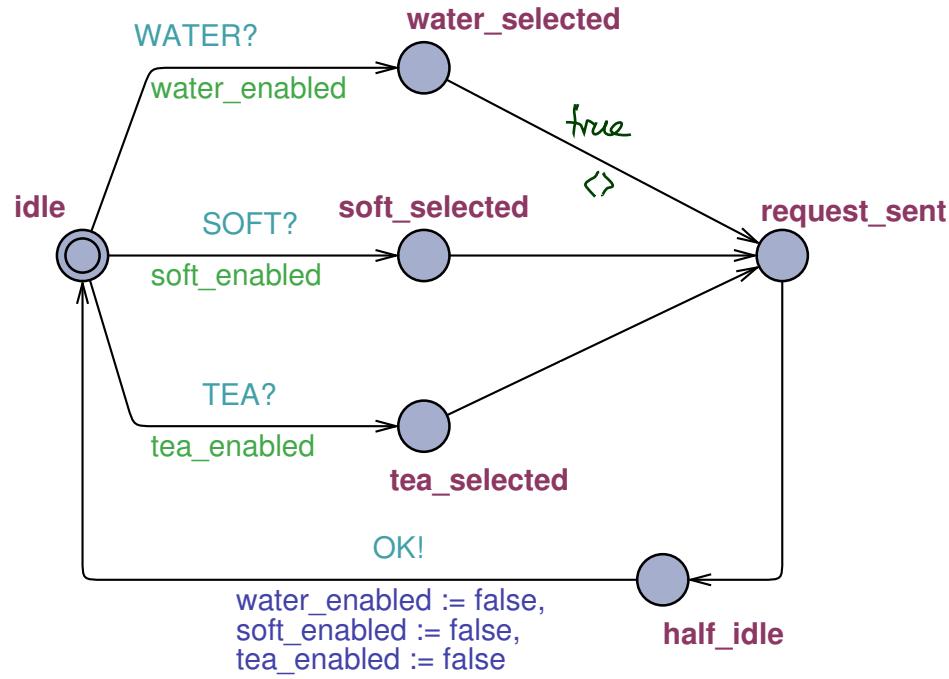 water_selected
WATER?
water_enabled
true
<>
idle
soft_selected
request_sent
SOFT?
soft_enabled
TEA?
tea_enabled
tea_selected
OK!
water_enabled := false,
soft_enabled := false,
tea_enabled := false
half_idle